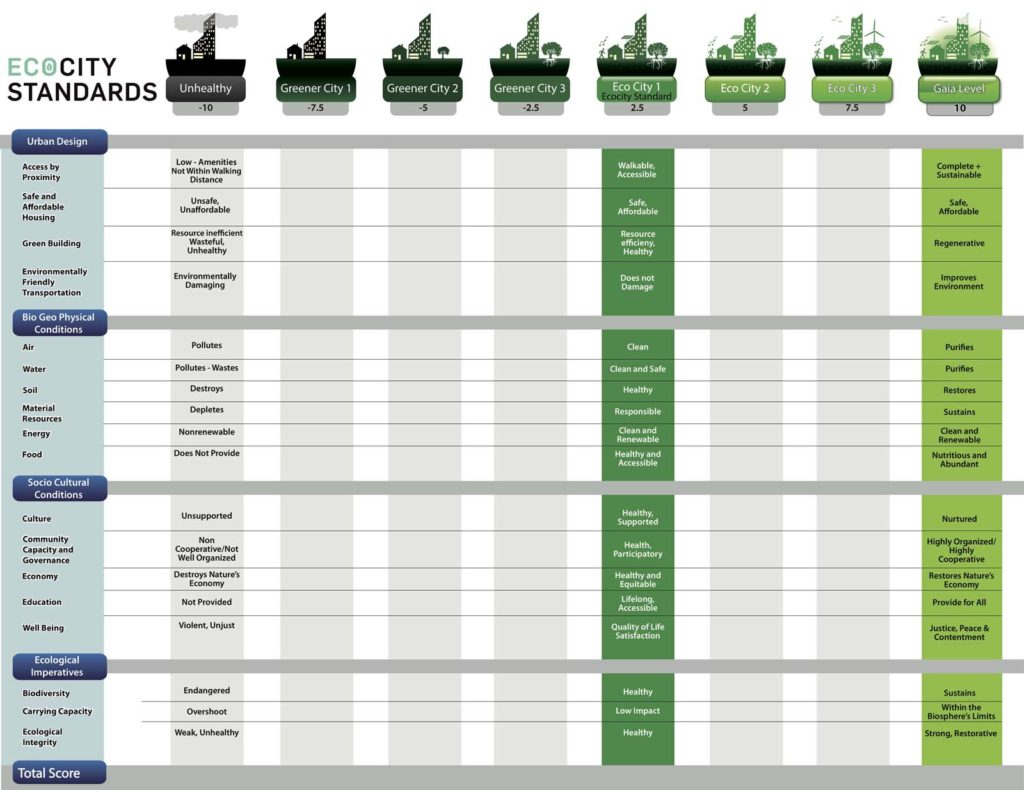 ECOCITY
STANDARDS
Unhealthy
-10
Greener City 1
-7.5
Greener City 2
-5
Greener City 3
-2.5
Eco City 1
Ecocity Standard
2.5
Eco City 2
5
Eco City 3
7.5
Gaia Level
10
Urban Design
Access by
Proximity
Low - Amenities
Not Within Walking
Distance
Walkable,
Accessible
Complete +
Sustainable
Safe and
Affordable
Housing
Unsafe,
Unaffordable
Safe,
Affordable
Safe,
Affordable
Green Building
Resource inefficient
Wasteful,
Unhealthy
Resource
efficieny,
Healthy
Regenerative
Environmentally
Friendly
Transportation
Environmentally
Damaging
Does not
Damage
Improves
Environment
Bio Geo Physical
Conditions
Air
Pollutes
Clean
Purifies
Water
Pollutes - Wastes
Clean and Safe
Purifies
Soil
Destroys
Healthy
Restores
Material
Resources
Depletes
Responsible
Sustains
Energy
Nonrenewable
Clean and
Renewable
Clean and
Renewable
Food
Does Not Provide
Healthy and
Accessible
Nutritious and
Abundant
Socio Cultural
Conditions
Culture
Unsupported
Healthy,
Supported
Nurtured
Community
Capacity and
Governance
Non
Cooperative/Not
Well Organized
Health,
Participatory
Highly Organized/
Highly
Cooperative
Economy
Destroys Nature's
Economy
Healthy and
Equitable
Restores Nature's
Economy
Education
Not Provided
Lifelong,
Accessible
Provide for All
Well Being
Violent, Unjust
Quality of Life
Satisfaction
Justice, Peace &
Contentment
Ecological
Imperatives
Biodiversity
Endangered
Healthy
Sustains
Carrying Capacity
Overshoot
Low Impact
Within the
Biosphere's Limits
Ecological
Integrity
Weak, Unhealthy
Healthy
Strong, Restorative
Total Score